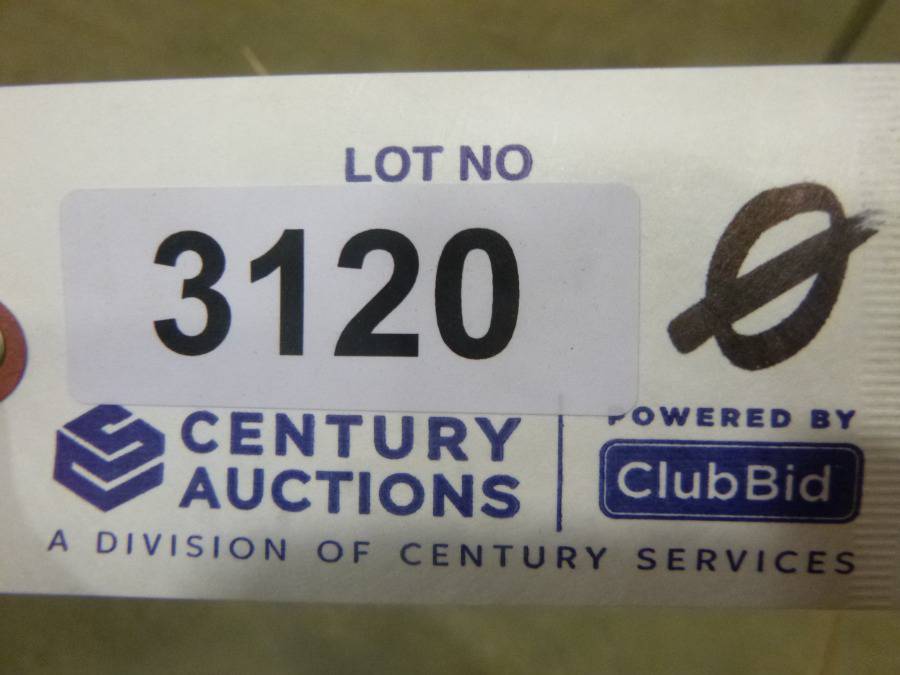 LOT NO
3120
Ø
CENTURY
AUCTIONS
POWERED BY
ClubBid
A DIVISION OF CENTURY SERVICES